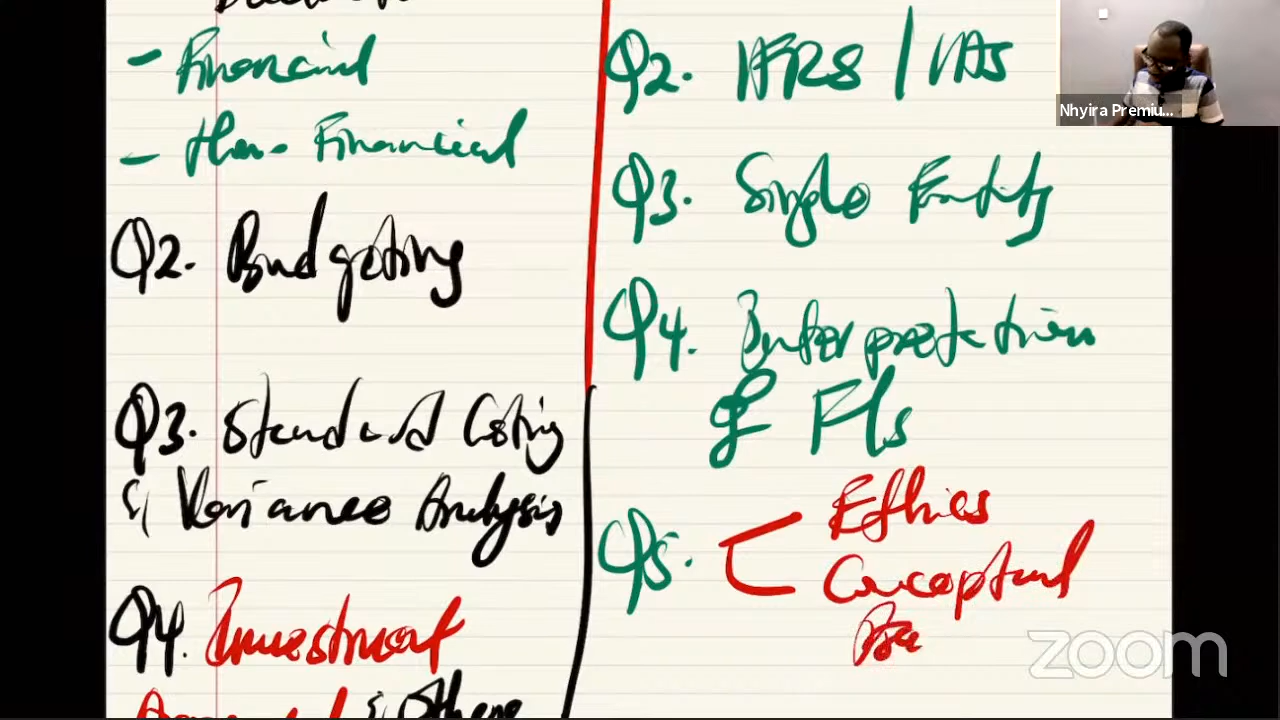 - Financial
- Non-Financial
Q2. Budgeting
Q3. Standard Costing
& Variance Analysis
Q4. Investment
& Others
Q2. IFRS / IAS
Q3. Single Entity
Q4. Interpretation
of F/s
Q5. Ethics
Conceptual
Nhyira Premiu...
zoom